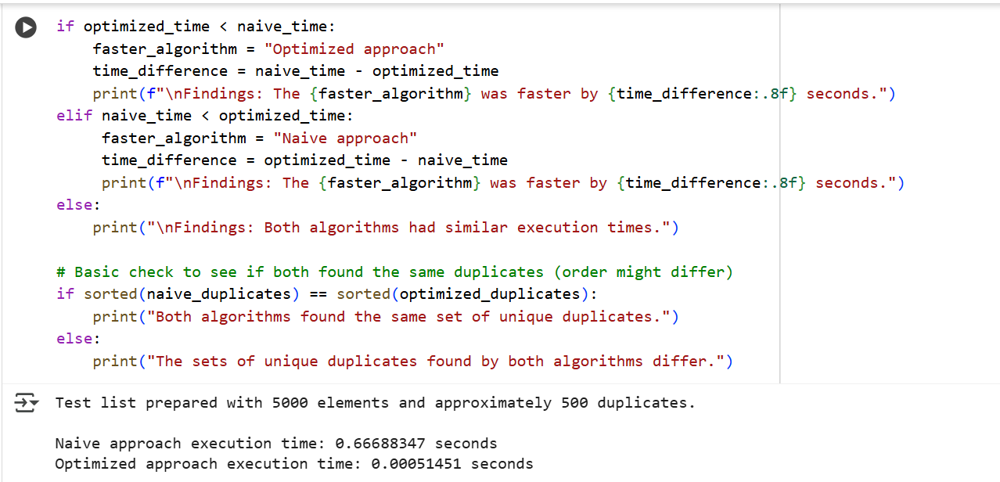 if optimized_time < naive_time:
    faster_algorithm = "Optimized approach"
    time_difference = naive_time - optimized_time
    print(f"\nFindings: The {faster_algorithm} was faster by {time_difference:.8f} seconds.")
elif naive_time < optimized_time:
     faster_algorithm = "Naive approach"
     time_difference = optimized_time - naive_time
     print(f"\nFindings: The {faster_algorithm} was faster by {time_difference:.8f} seconds.")
else:
    print("\nFindings: Both algorithms had similar execution times.")

# Basic check to see if both found the same duplicates (order might differ)
if sorted(naive_duplicates) == sorted(optimized_duplicates):
    print("Both algorithms found the same set of unique duplicates.")
else:
    print("The sets of unique duplicates found by both algorithms differ.")

Test list prepared with 5000 elements and approximately 500 duplicates.

Naive approach execution time: 0.66688347 seconds
Optimized approach execution time: 0.00051451 seconds